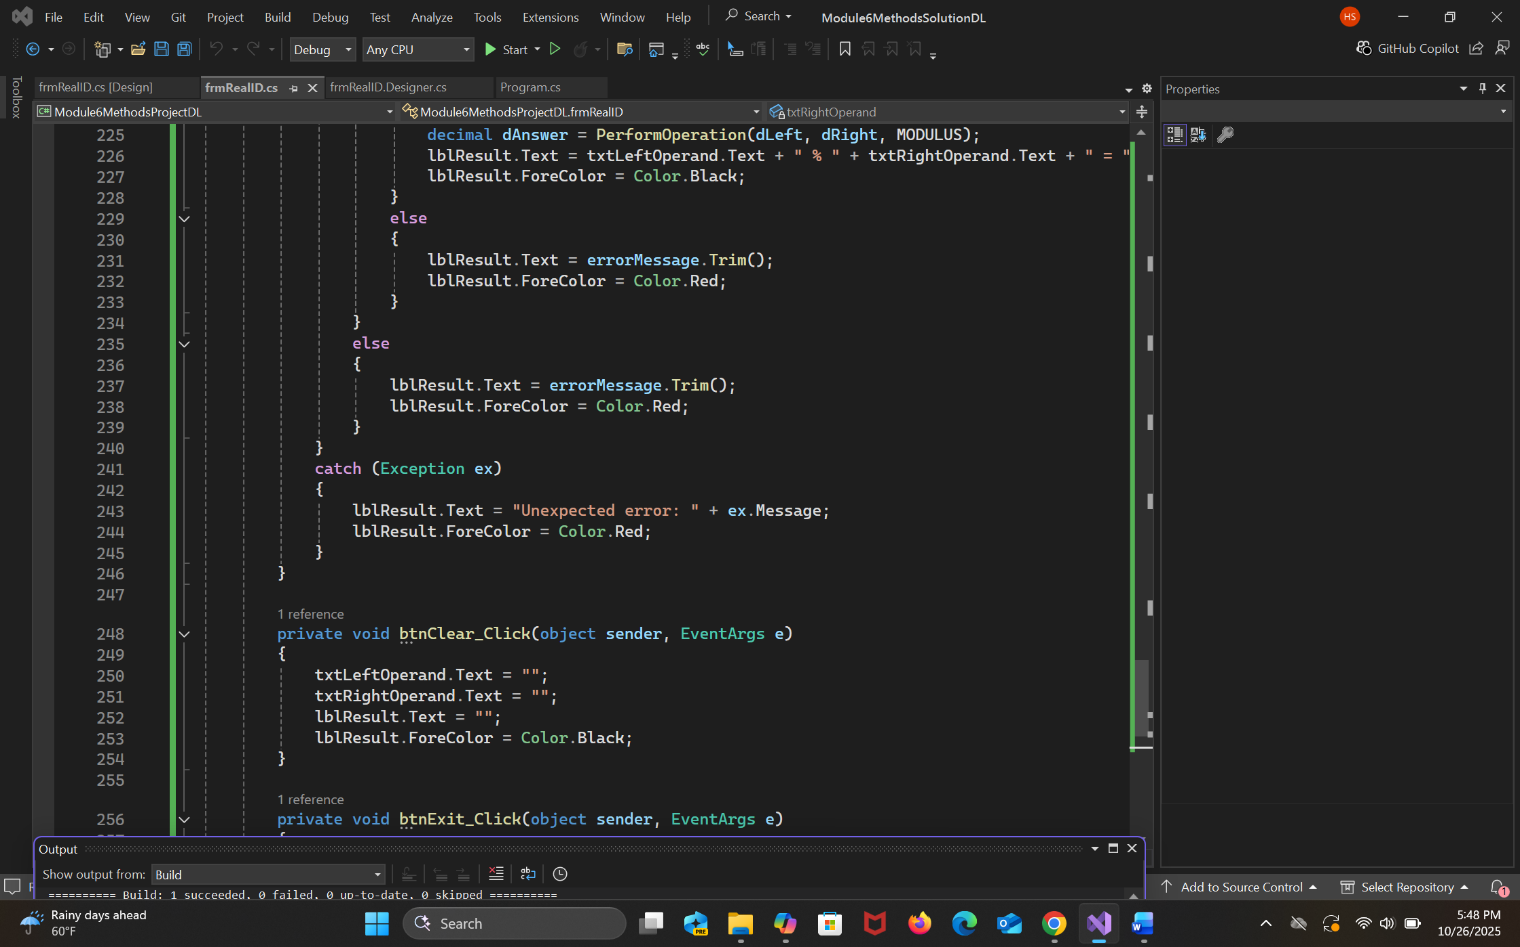 File Edit View Git Project Build Debug Test Analyze Tools Extensions Window Help Search Module6MethodsSolutionDL HS
Debug Any CPU Start abc GitHub Copilot
frmRealID.cs [Design] frmRealID.cs frmRealID.Designer.cs Program.cs
Module6MethodsProjectDL Module6MethodsProjectDL.frmRealID txtRightOperand
Toolbox
Properties
225 decimal dAnswer = PerformOperation(dLeft, dRight, MODULUS);
226 lblResult.Text = txtLeftOperand.Text + " % " + txtRightOperand.Text + " = "
227 lblResult.ForeColor = Color.Black;
228 }
229 else
230 {
231 lblResult.Text = errorMessage.Trim();
232 lblResult.ForeColor = Color.Red;
233 }
234 }
235 else
236 {
237 lblResult.Text = errorMessage.Trim();
238 lblResult.ForeColor = Color.Red;
239 }
240 }
241 catch (Exception ex)
242 {
243 lblResult.Text = "Unexpected error: " + ex.Message;
244 lblResult.ForeColor = Color.Red;
245 }
246 }
247
1 reference
248 private void btnClear_Click(object sender, EventArgs e)
249 {
250 txtLeftOperand.Text = "";
251 txtRightOperand.Text = "";
252 lblResult.Text = "";
253 lblResult.ForeColor = Color.Black;
254 }
255
1 reference
256 private void btnExit_Click(object sender, EventArgs e)
Output
Show output from: Build
========== Build: 1 succeeded, 0 failed, 0 up-to-date, 0 skipped ==========
Add to Source Control Select Repository 1
Rainy days ahead
60°F
Search
PRE
5:48 PM
10/26/2025